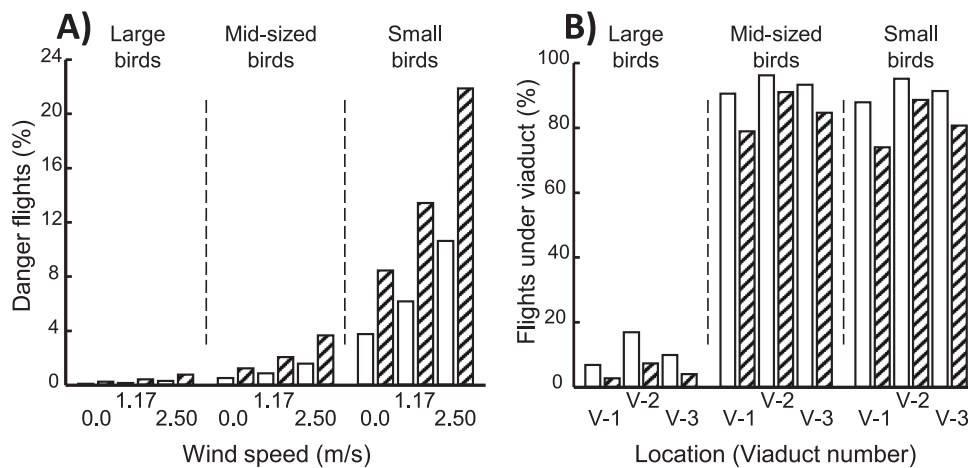 A)
Large birds
Mid-sized birds
Small birds
24
20
16
12
8
4
0
Danger flights (%)
1.17
1.17
1.17
0.0
2.50
0.0
2.50
0.0
2.50
Wind speed (m/s)
B)
Large birds
Mid-sized birds
Small birds
100
80
60
40
20
0
Flights under viaduct (%)
V-2
V-2
V-2
V-1
V-3
V-1
V-3
V-1
V-3
Location (Viaduct number)